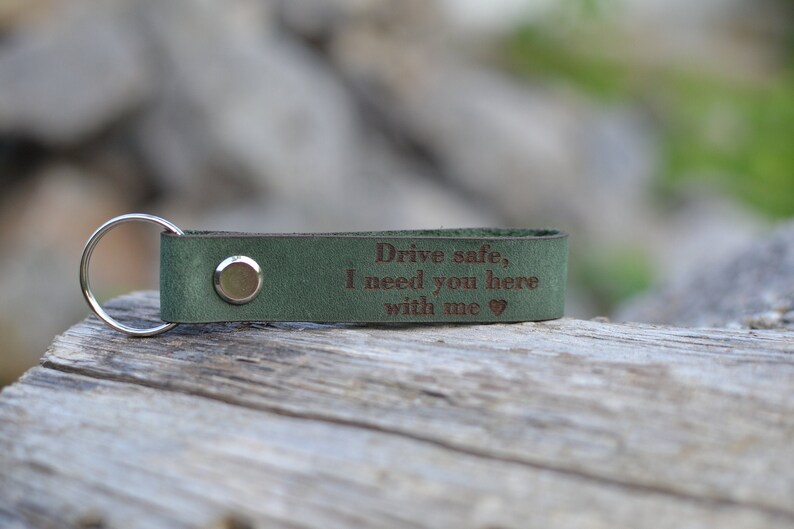 Drive safe,
I need you here
with me ♥